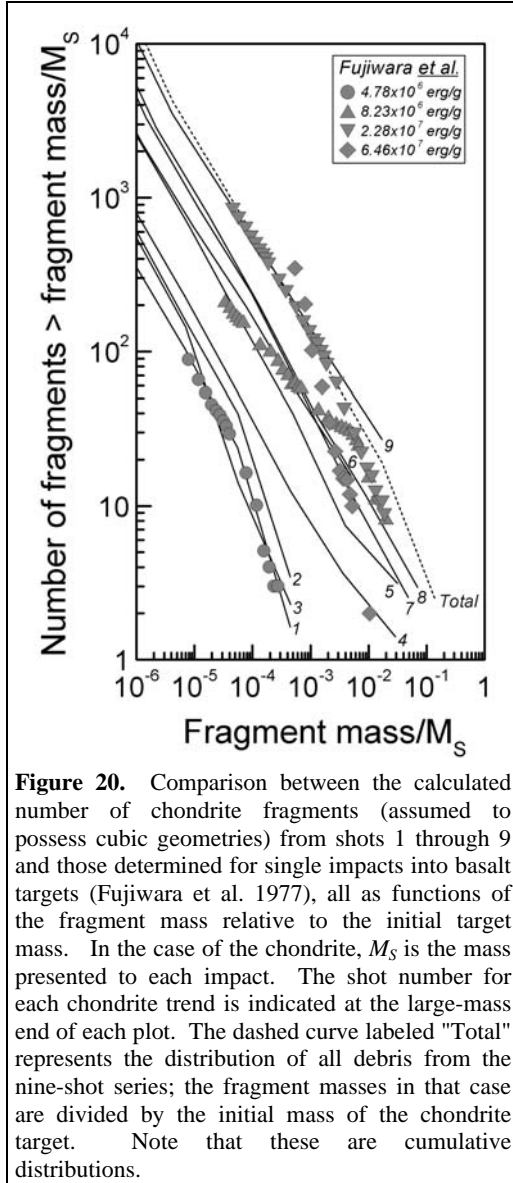 10^4
Fujiwara et al.
4.78x10^6 erg/g
8.23x10^6 erg/g
2.28x10^7 erg/g
6.46x10^7 erg/g
10^3
10^2
10
1
Number of fragments > fragment mass/M_S
9
6
2
3
1
5
7
8
4
Total
10^-6 10^-5 10^-4 10^-3 10^-2 10^-1 1
Fragment mass/M_S
Figure 20. Comparison between the calculated
number of chondrite fragments (assumed to
possess cubic geometries) from shots 1 through 9
and those determined for single impacts into basalt
targets (Fujiwara et al. 1977), all as functions of
the fragment mass relative to the initial target
mass. In the case of the chondrite, M_S is the mass
presented to each impact. The shot number for
each chondrite trend is indicated at the large-mass
end of each plot. The dashed curve labeled "Total"
represents the distribution of all debris from the
nine-shot series; the fragment masses in that case
are divided by the initial mass of the chondrite
target. Note that these are cumulative
distributions.